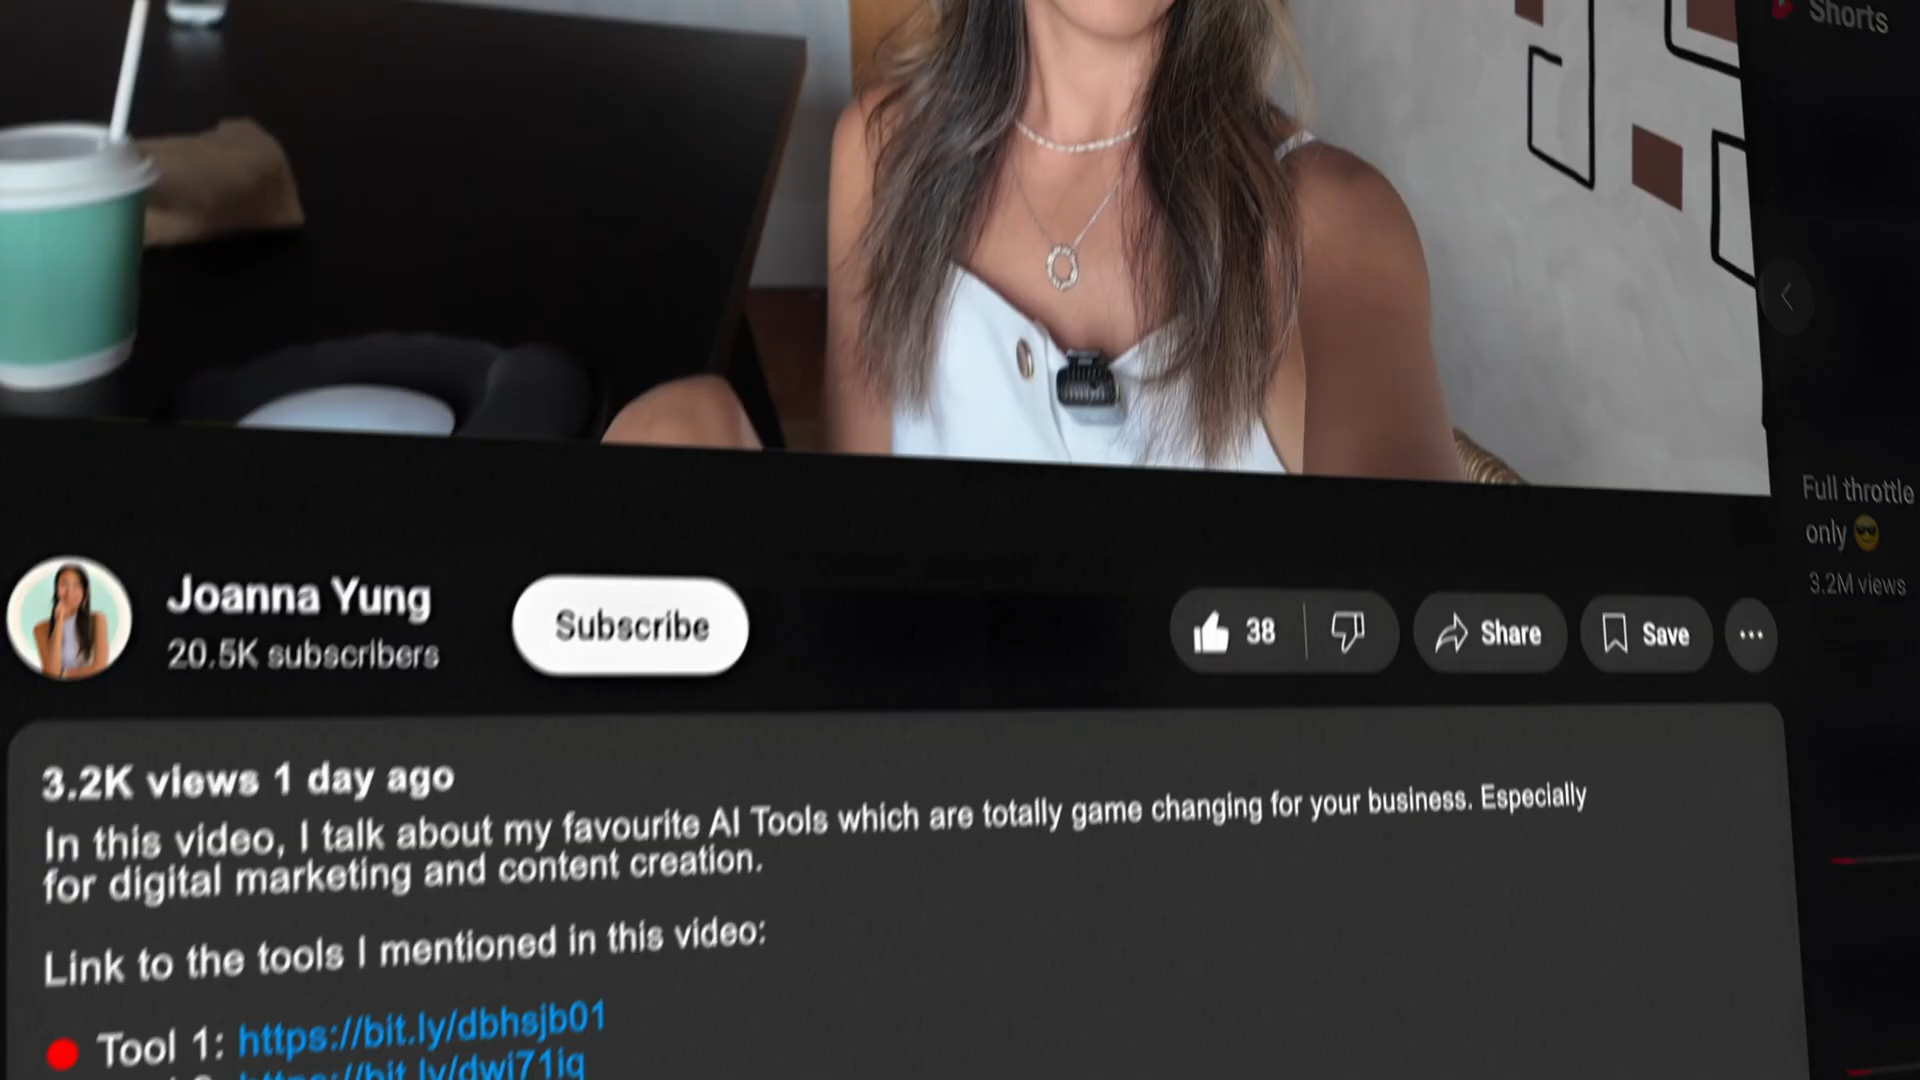 Shorts
Full throttle
only 😎
3.2M views
Joanna Yung
20.5K subscribers
Subscribe
38
Share
Save
3.2K views 1 day ago
In this video, I talk about my favourite AI Tools which are totally game changing for your business. Especially
for digital marketing and content creation.
Link to the tools I mentioned in this video:
Tool 1: https://bit.ly/dbhsjb01